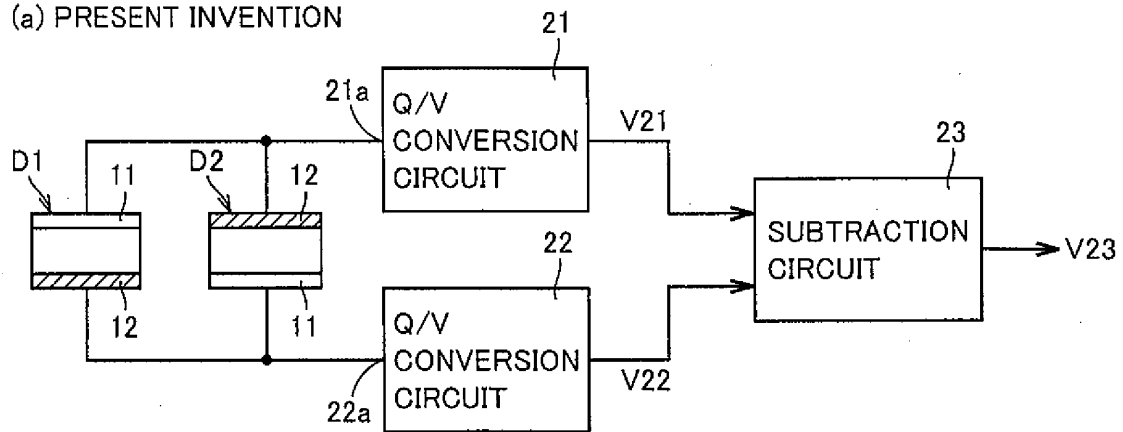 (a) PRESENT INVENTION
21
21a
Q/V
CONVERSION
CIRCUIT
V21
23
D1
11
D2
12
SUBTRACTION
CIRCUIT
V23
12
11
22
Q/V
CONVERSION
CIRCUIT
22a
V22